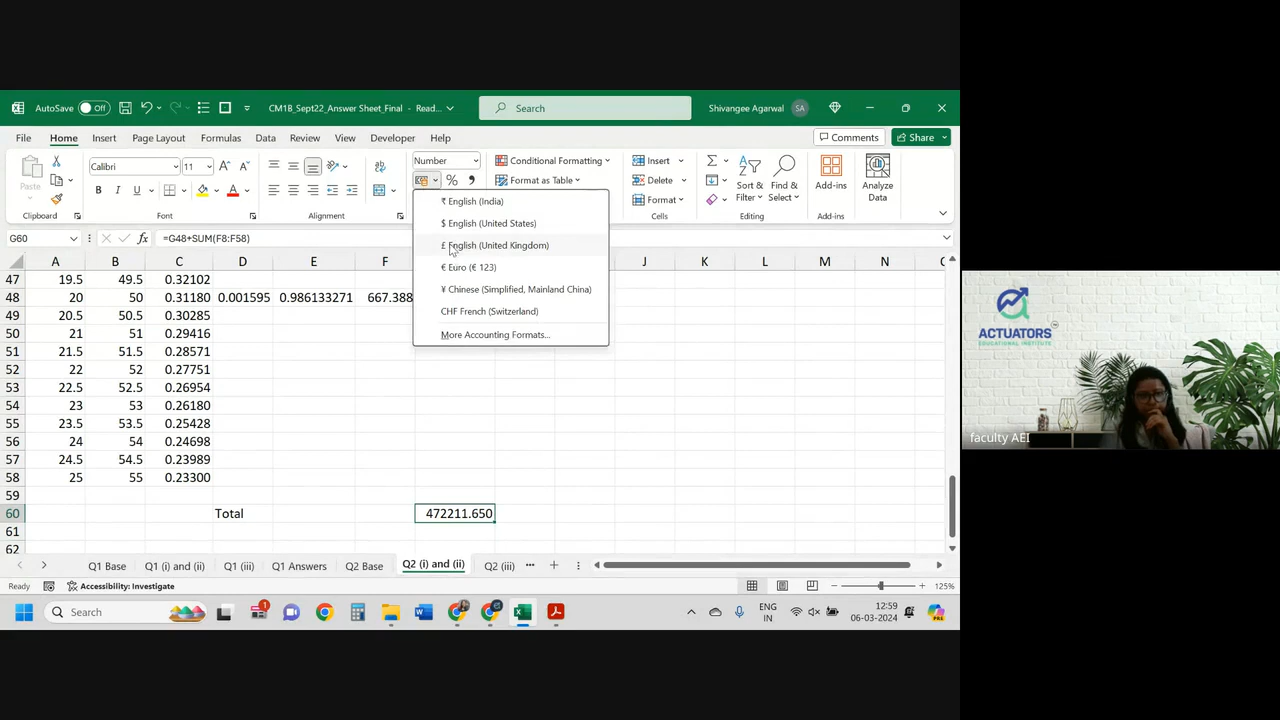 AutoSave Off CM1B_Sept22_Answer Sheet_Final - Read... Search Shivangee Agarwal SA
File Home Insert Page Layout Formulas Data Review View Developer Help Comments Share
Calibri 11 Number Conditional Formatting Insert
Paste B I U % Format as Table Delete Sort & Filter Find & Select Add-ins Analyze Data
Format
Clipboard Font Alignment Cells Editing Add-ins
₹ English (India)
$ English (United States)
£ English (United Kingdom)
€ Euro (€ 123)
¥ Chinese (Simplified, Mainland China)
CHF French (Switzerland)
More Accounting Formats...
G60 fx =G48+SUM(F8:F58)
A B C D E F J K L M N
47 19.5 49.5 0.32102
48 20 50 0.31180 0.001595 0.986133271 667.388
49 20.5 50.5 0.30285
50 21 51 0.29416
51 21.5 51.5 0.28571
52 22 52 0.27751
53 22.5 52.5 0.26954
54 23 53 0.26180
55 23.5 53.5 0.25428
56 24 54 0.24698
57 24.5 54.5 0.23989
58 25 55 0.23300
59
60 Total 472211.650
61
62
Q1 Base Q1 (i) and (ii) Q1 (iii) Q1 Answers Q2 Base Q2 (i) and (ii) Q2 (iii) ...
Ready Accessibility: Investigate 125%
Search 1 ENG IN 12:59 06-03-2024
ACTUATORS
EDUCATIONAL INSTITUTE
faculty AEI